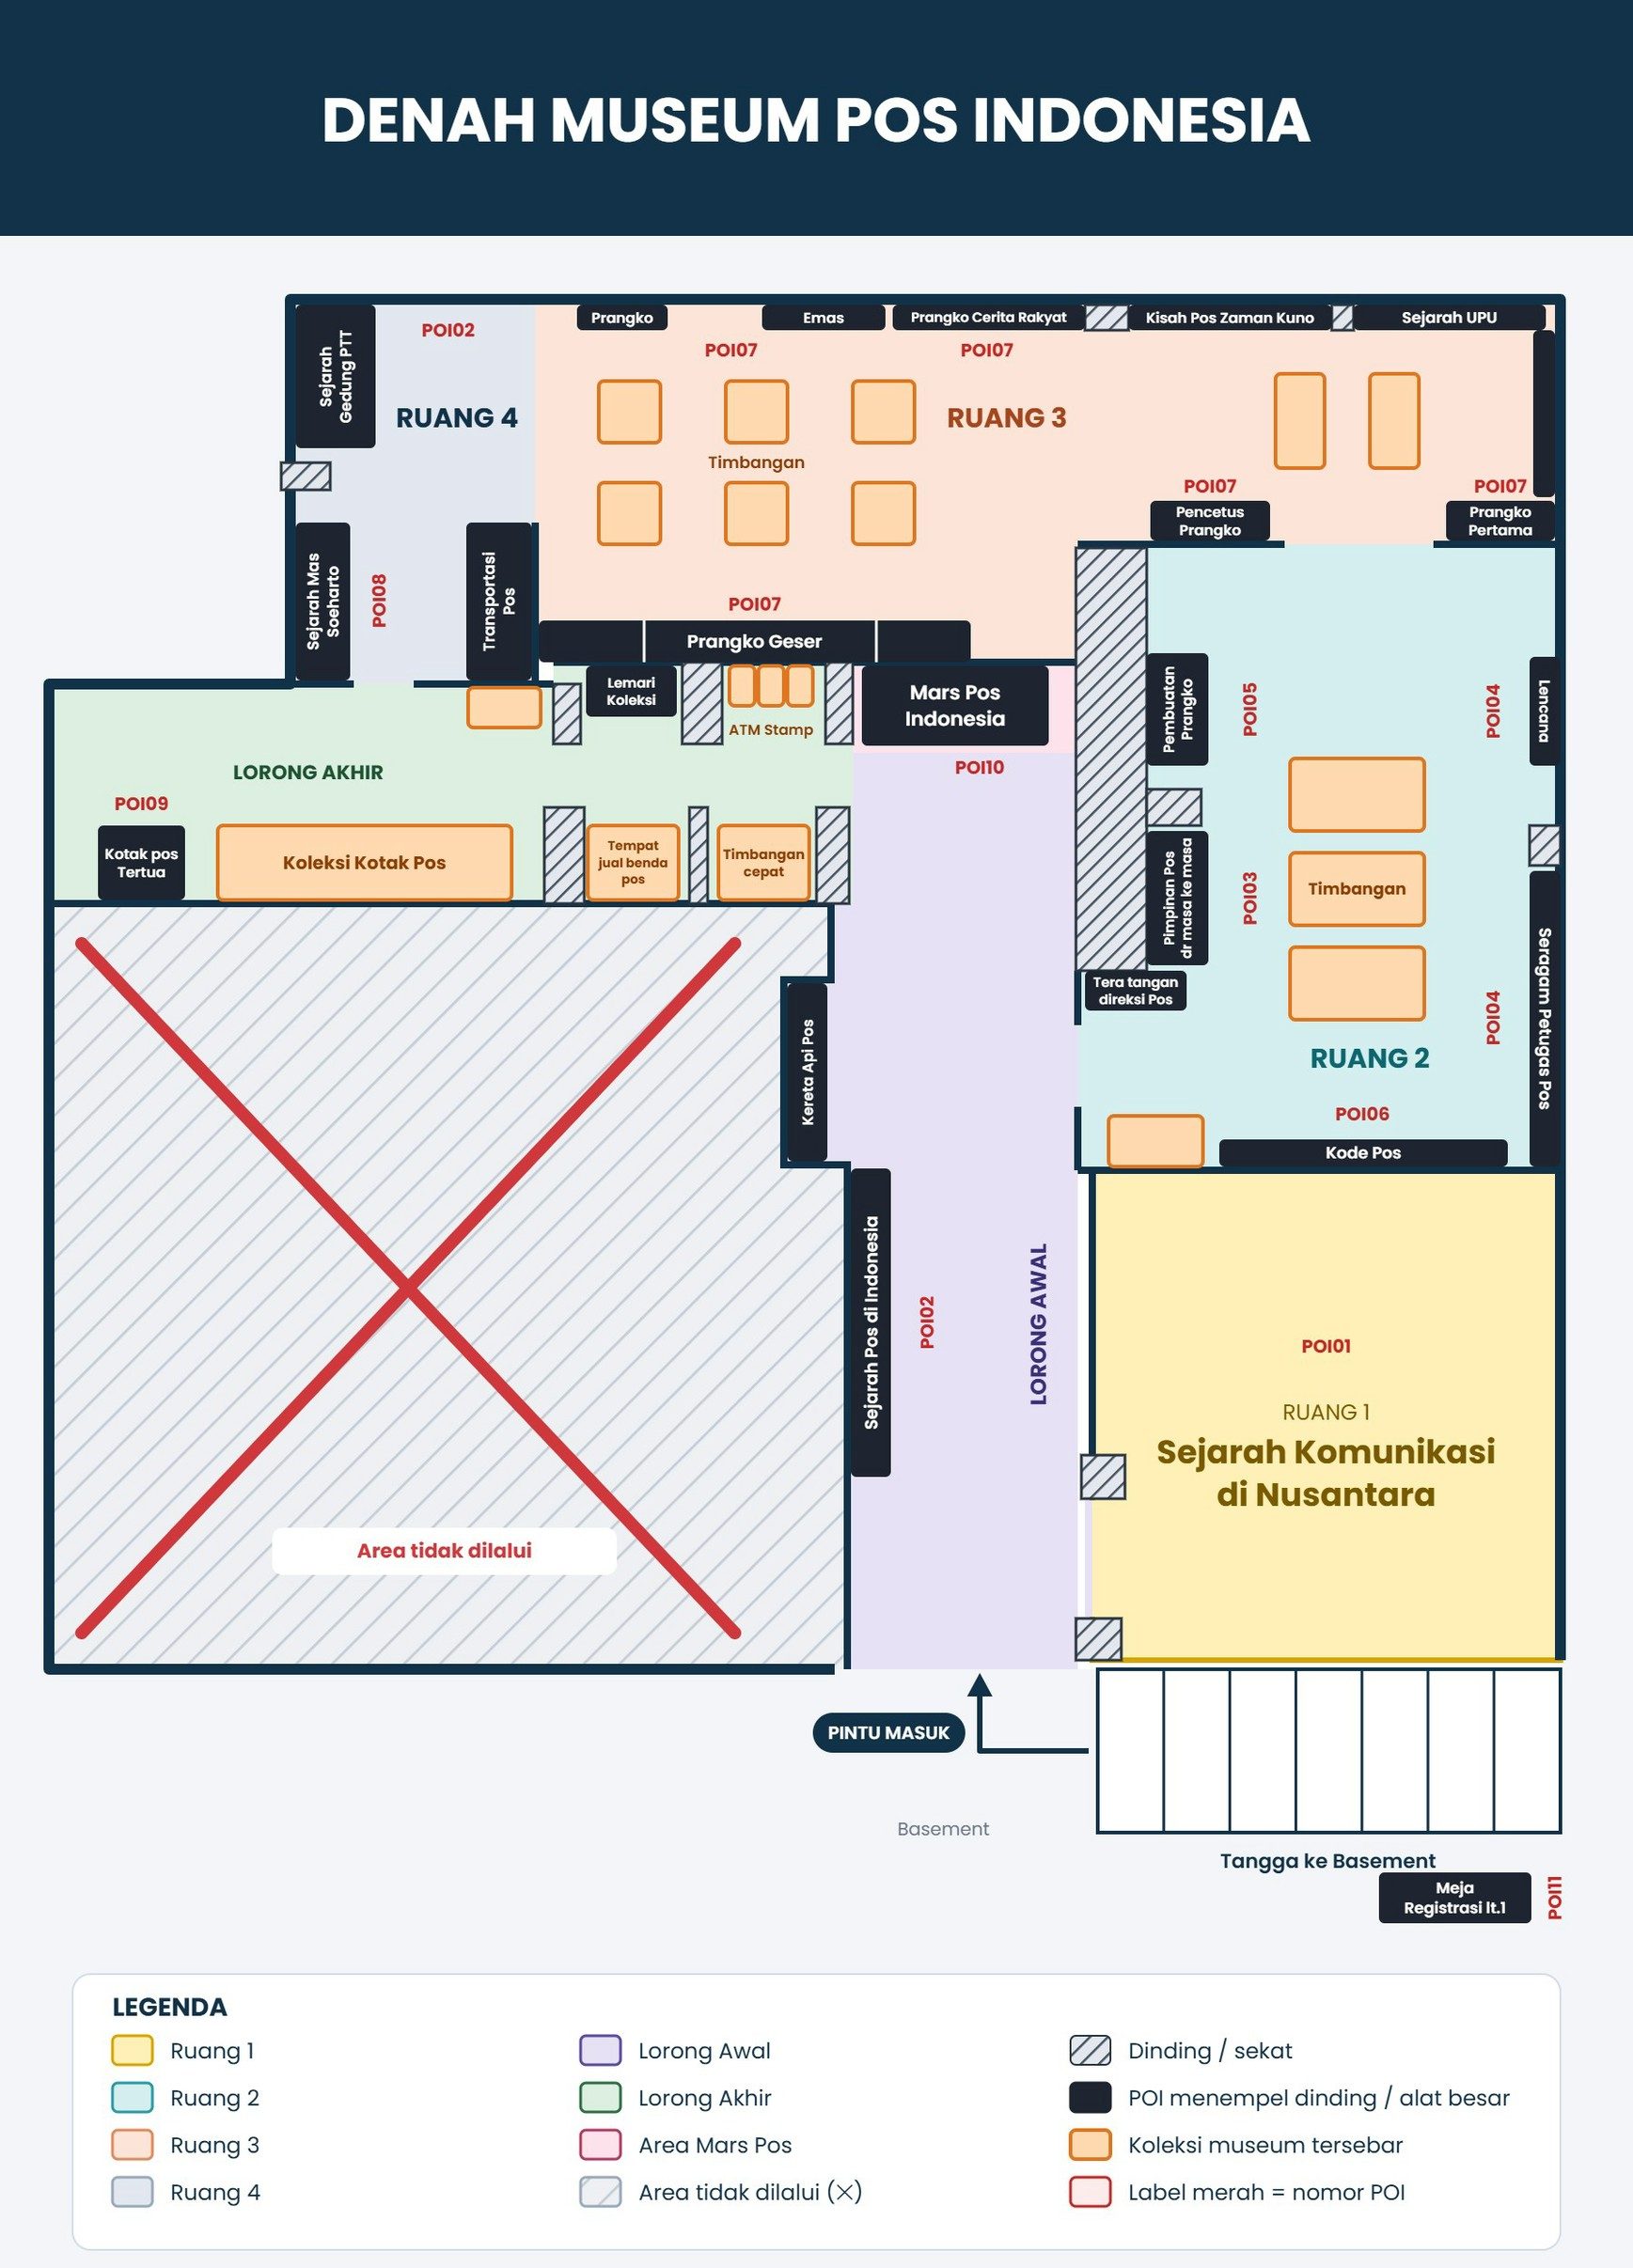 DENAH MUSEUM POS INDONESIA
Sejarah
Gedung PTT
POI02
RUANG 4
Prangko
Emas
Prangko Cerita Rakyat
Kisah Pos Zaman Kuno
Sejarah UPU
POI07
POI07
RUANG 3
Timbangan
POI07
POI07
Pencetus
Prangko
Prangko
Pertama
Sejarah Mas
Soeharto
POI08
Transportasi
Pos
POI07
Prangko Geser
Lemari
Koleksi
ATM Stamp
Mars Pos
Indonesia
POI10
Pembuatan
Prangko
POI05
POI04
Lencana
LORONG AKHIR
POI09
Kotak pos
Tertua
Koleksi Kotak Pos
Tempat
jual benda
pos
Timbangan
cepat
Pimpinan Pos
dr masa ke masa
POI03
Timbangan
Tera tangan
direksi Pos
POI04
Seragam Petugas Pos
Kereta Api Pos
RUANG 2
POI06
Kode Pos
Sejarah Pos di Indonesia
POI02
LORONG AWAL
POI01
RUANG 1
Sejarah Komunikasi
di Nusantara
Area tidak dilalui
PINTU MASUK
Basement
Tangga ke Basement
Meja
Registrasi lt.1
POI11
LEGENDA
Ruang 1
Ruang 2
Ruang 3
Ruang 4
Lorong Awal
Lorong Akhir
Area Mars Pos
Area tidak dilalui (×)
Dinding / sekat
POI menempel dinding / alat besar
Koleksi museum tersebar
Label merah = nomor POI